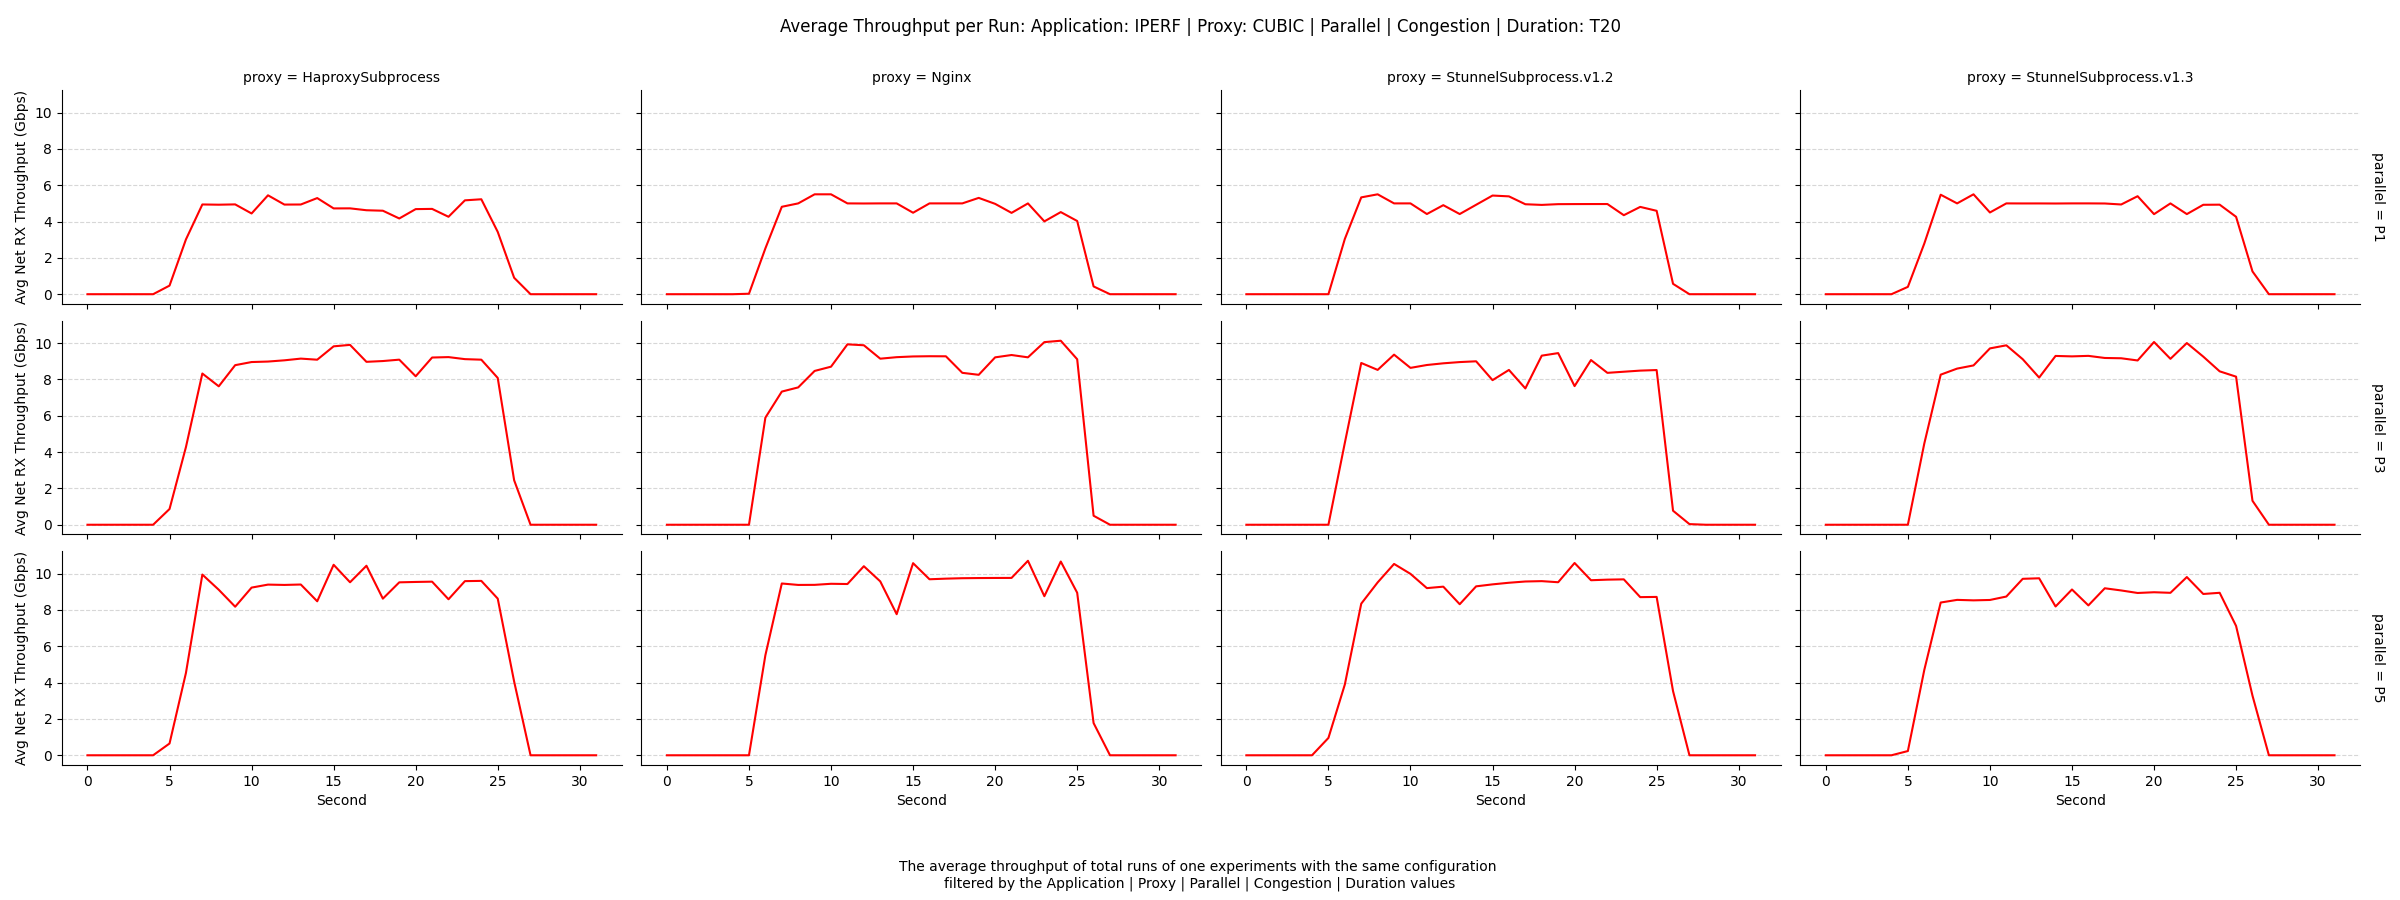 Average Throughput per Run: Application: IPERF | Proxy: CUBIC | Parallel | Congestion | Duration: T20
proxy = HaproxySubprocess
proxy = Nginx
proxy = StunnelSubprocess.v1.2
proxy = StunnelSubprocess.v1.3
Avg Net RX Throughput (Gbps)
10
8
6
4
2
0
parallel = P1
Avg Net RX Throughput (Gbps)
10
8
6
4
2
0
parallel = P3
Avg Net RX Throughput (Gbps)
10
8
6
4
2
0
parallel = P5
0 5 10 15 20 25 30
0 5 10 15 20 25 30
0 5 10 15 20 25 30
0 5 10 15 20 25 30
Second
Second
Second
Second
The average throughput of total runs of one experiments with the same configuration
filtered by the Application | Proxy | Parallel | Congestion | Duration values